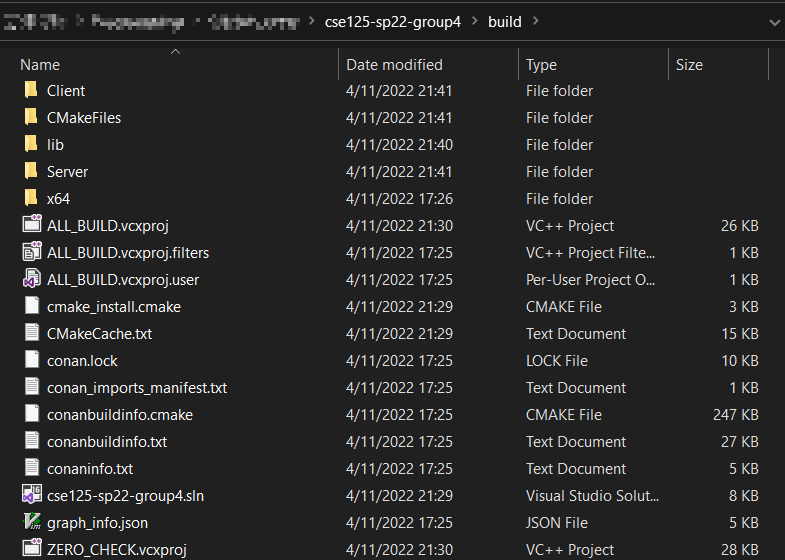 cse125-sp22-group4 > build >
Name Date modified Type Size
Client 4/11/2022 21:41 File folder
CMakeFiles 4/11/2022 21:41 File folder
lib 4/11/2022 21:40 File folder
Server 4/11/2022 21:41 File folder
x64 4/11/2022 17:26 File folder
ALL_BUILD.vcxproj 4/11/2022 21:30 VC++ Project 26 KB
ALL_BUILD.vcxproj.filters 4/11/2022 17:25 VC++ Project Filte... 1 KB
ALL_BUILD.vcxproj.user 4/11/2022 17:25 Per-User Project O... 1 KB
cmake_install.cmake 4/11/2022 21:29 CMAKE File 3 KB
CMakeCache.txt 4/11/2022 21:29 Text Document 15 KB
conan.lock 4/11/2022 17:25 LOCK File 10 KB
conan_imports_manifest.txt 4/11/2022 17:25 Text Document 1 KB
conanbuildinfo.cmake 4/11/2022 17:25 CMAKE File 247 KB
conanbuildinfo.txt 4/11/2022 17:25 Text Document 27 KB
conaninfo.txt 4/11/2022 17:25 Text Document 5 KB
cse125-sp22-group4.sln 4/11/2022 21:29 Visual Studio Solut... 8 KB
graph_info.json 4/11/2022 17:25 JSON File 5 KB
ZERO_CHECK.vcxproj 4/11/2022 21:30 VC++ Project 28 KB